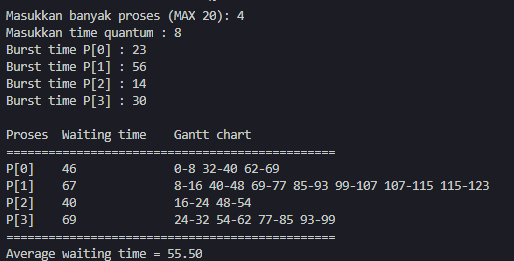 Masukkan banyak proses (MAX 20): 4
Masukkan time quantum : 8
Burst time P[0] : 23
Burst time P[1] : 56
Burst time P[2] : 14
Burst time P[3] : 30

Proses  Waiting time    Gantt chart
===============================================
P[0]    46              0-8 32-40 62-69
P[1]    67              8-16 40-48 69-77 85-93 99-107 107-115 115-123
P[2]    40              16-24 48-54
P[3]    69              24-32 54-62 77-85 93-99
===============================================
Average waiting time = 55.50